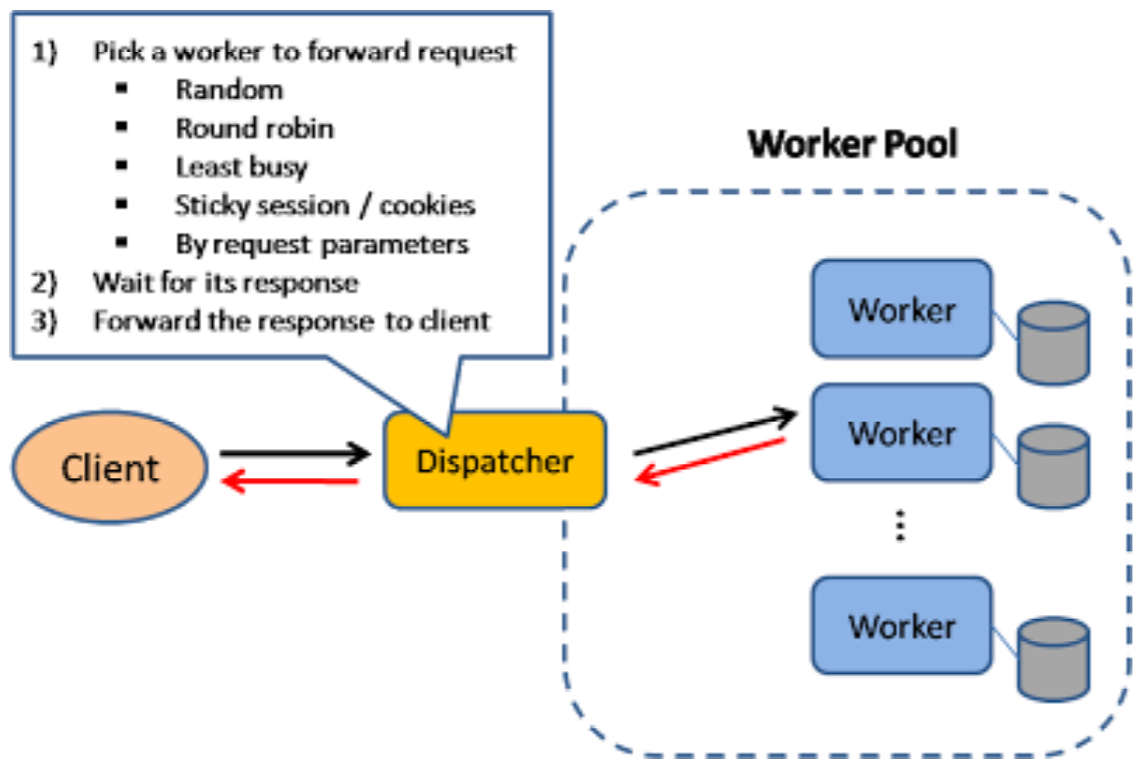 1) Pick a worker to forward request
▪ Random
▪ Round robin
▪ Least busy
▪ Sticky session / cookies
▪ By request parameters
2) Wait for its response
3) Forward the response to client
Worker Pool
Worker
Client
Dispatcher
Worker
⋮
Worker